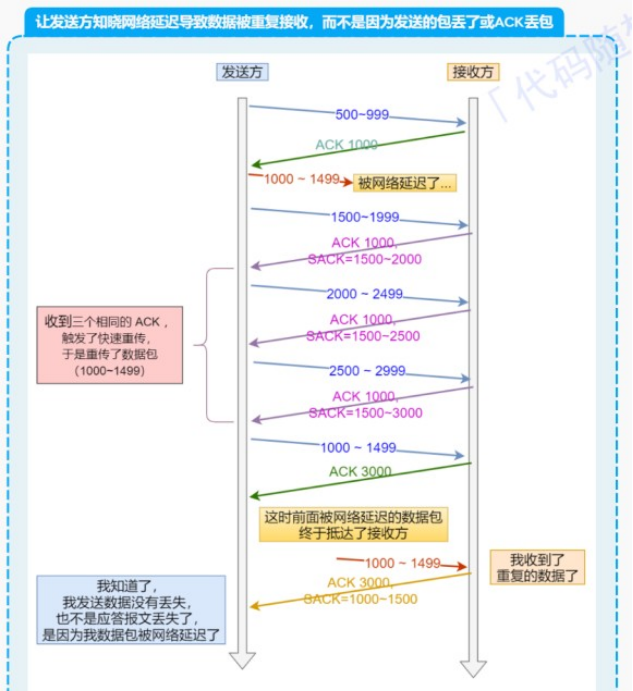 让发送方知晓网络延迟导致数据被重复接收，而不是因为发送的包丢了或ACK丢包
「代码随
发送方
接收方
500~999
ACK 1000
1000 ~ 1499
被网络延迟了...
1500~1999
ACK 1000,
SACK=1500~2000
2000 ~ 2499
ACK 1000,
SACK=1500~2500
收到三个相同的 ACK ，
触发了快速重传，
于是重传了数据包
（1000~1499）
2500 ~ 2999
ACK 1000,
SACK=1500~3000
1000 ~ 1499
ACK 3000
这时前面被网络延迟的数据包
终于抵达了接收方
1000 ~ 1499
我收到了
重复的数据了
ACK 3000,
SACK=1000~1500
我知道了，
我发送数据没有丢失，
也不是应答报文丢失了，
是因为我数据包被网络延迟了